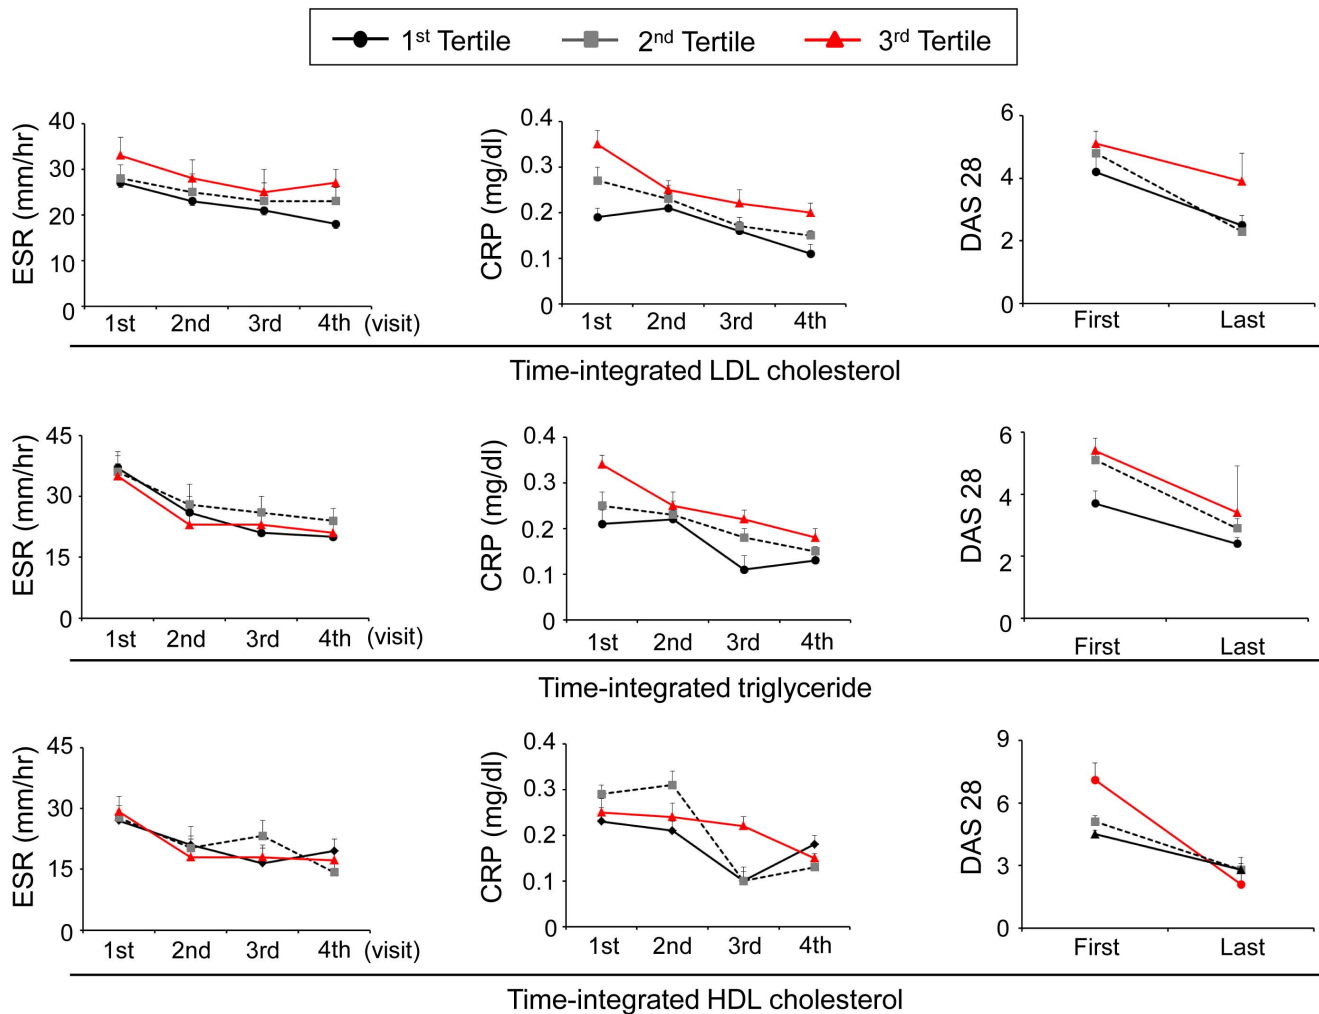 1st Tertile 2nd Tertile 3rd Tertile
ESR (mm/hr)
40
30
20
10
0
1st 2nd 3rd 4th (visit)
CRP (mg/dl)
0.4
0.3
0.2
0.1
0
1st 2nd 3rd 4th
DAS 28
6
4
2
0
First Last
Time-integrated LDL cholesterol
ESR (mm/hr)
45
30
15
0
1st 2nd 3rd 4th (visit)
CRP (mg/dl)
0.4
0.3
0.2
0.1
0
1st 2nd 3rd 4th
DAS 28
6
4
2
0
First Last
Time-integrated triglyceride
ESR (mm/hr)
45
30
15
0
1st 2nd 3rd 4th (visit)
CRP (mg/dl)
0.4
0.3
0.2
0.1
0
1st 2nd 3rd 4th
DAS 28
9
6
3
0
First Last
Time-integrated HDL cholesterol